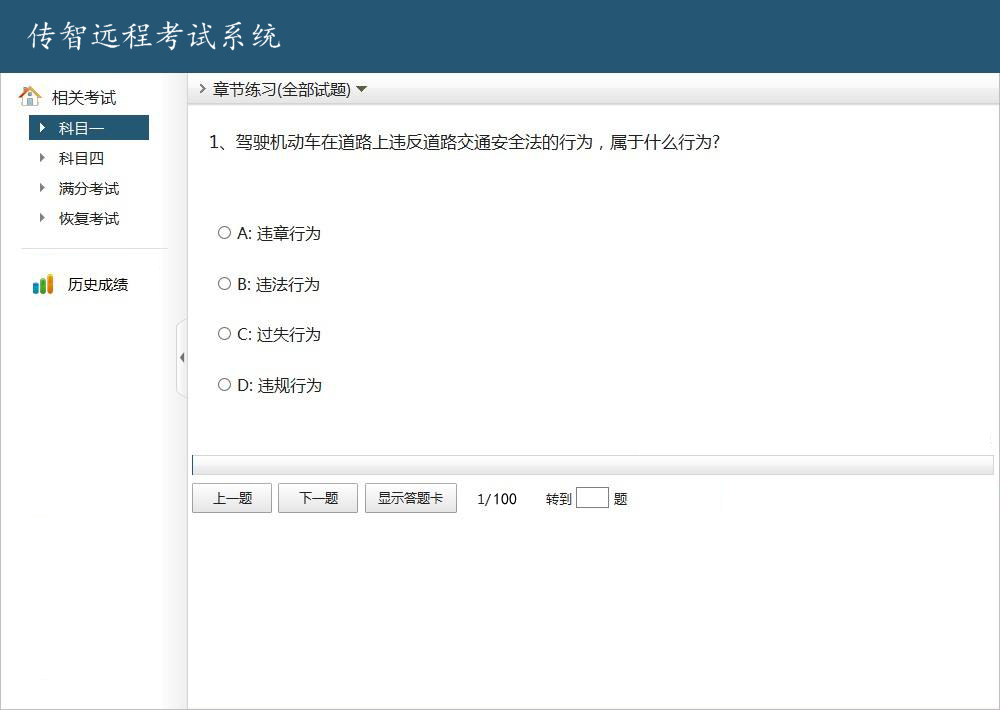 传智远程考试系统
相关考试
科目一
科目四
满分考试
恢复考试
历史成绩
章节练习(全部试题)
1、驾驶机动车在道路上违反道路交通安全法的行为，属于什么行为?
A: 违章行为
B: 违法行为
C: 过失行为
D: 违规行为
上一题 下一题 显示答题卡 1/100 转到 题